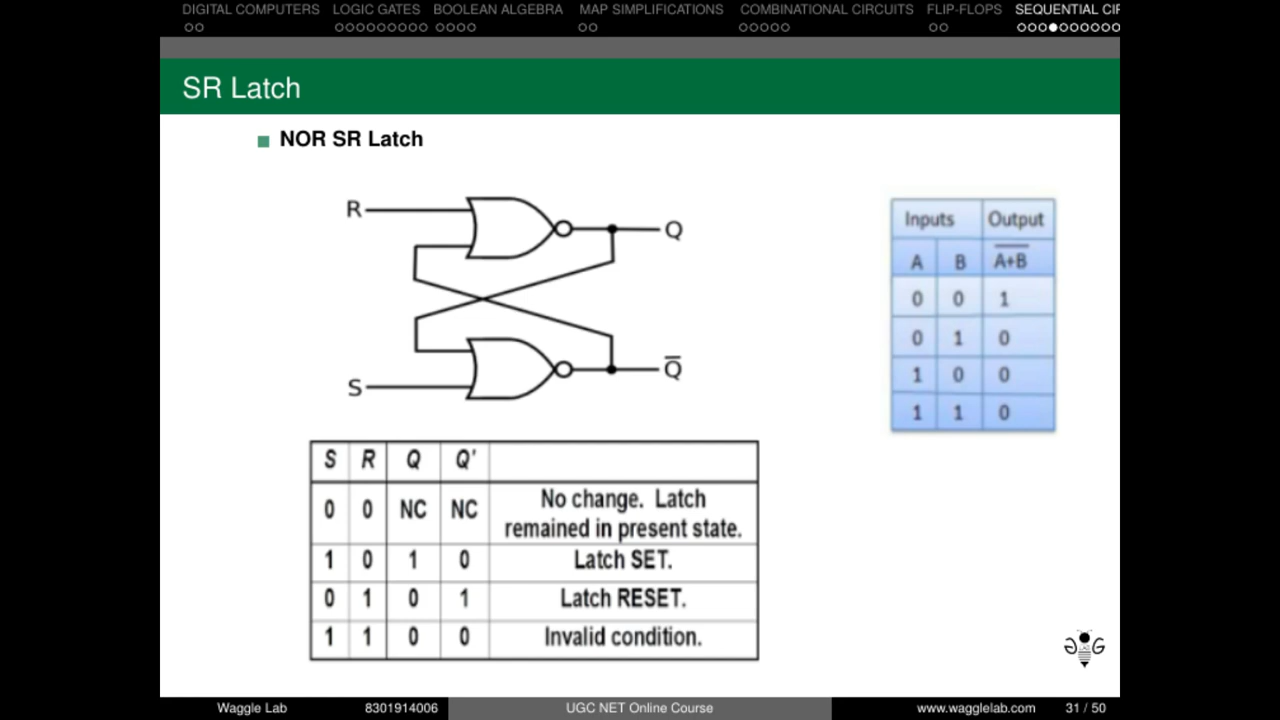 DIGITAL COMPUTERS LOGIC GATES BOOLEAN ALGEBRA MAP SIMPLIFICATIONS COMBINATIONAL CIRCUITS FLIP-FLOPS SEQUENTIAL CIR
SR Latch
NOR SR Latch
R
Q
S
Q̅
Inputs Output
A B A̅+̅B̅
0 0 1
0 1 0
1 0 0
1 1 0
S R Q Q'
0 0 NC NC No change. Latch
remained in present state.
1 0 1 0 Latch SET.
0 1 0 1 Latch RESET.
1 1 0 0 Invalid condition.
Waggle Lab 8301914006 UGC NET Online Course www.wagglelab.com 31 / 50